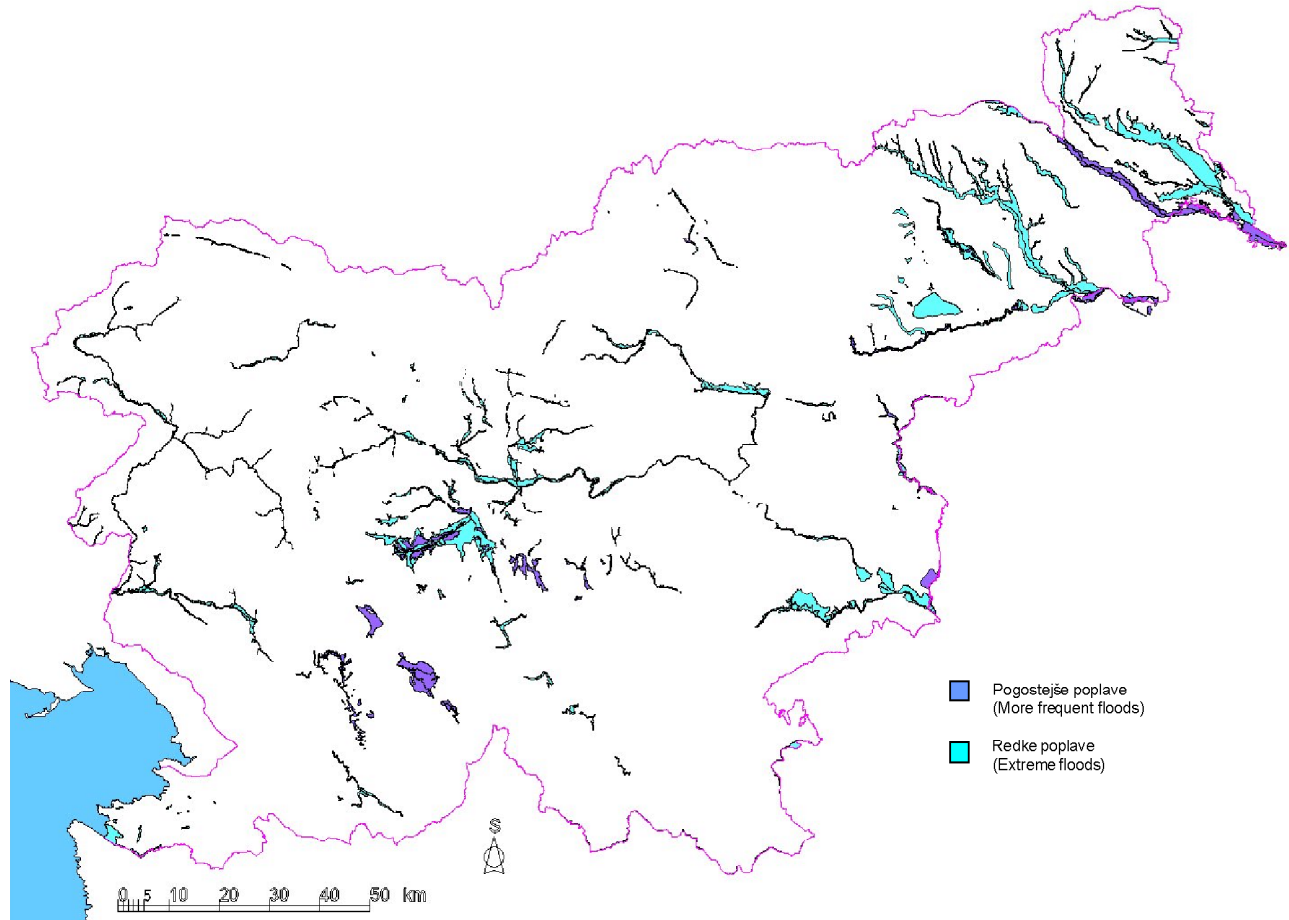 Pogostejše poplave
(More frequent floods)
Redke poplave
(Extreme floods)
S
0 5 10 20 30 40 50 km